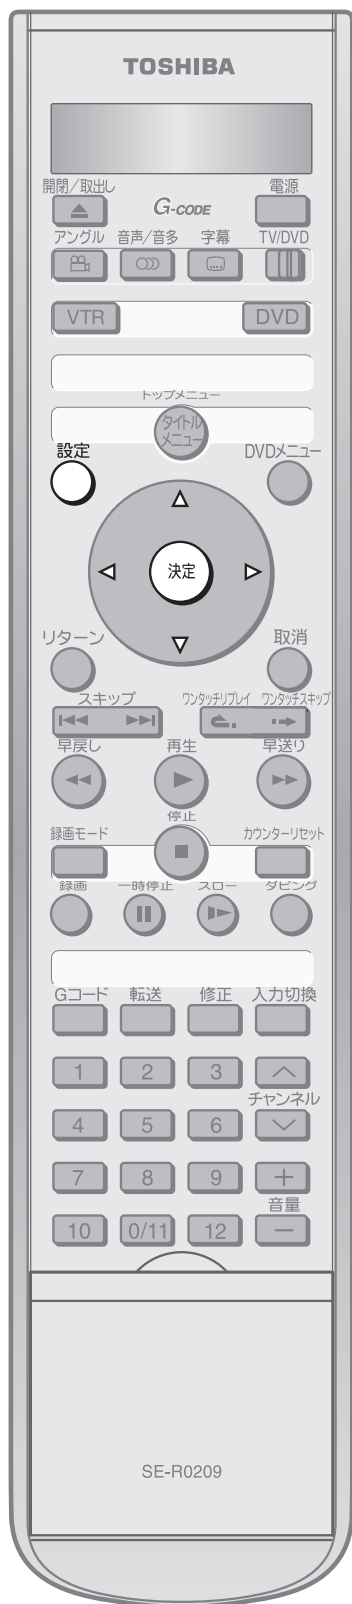 TOSHIBA
開閉/取出し G-CODE 電源
アングル 音声/音多 字幕 TV/DVD
VTR DVD
トップメニュー
タイトル
メニュー
設定 DVDメニュー
決定
リターン 取消
スキップ ワンタッチリプレイ ワンタッチスキップ
早戻し 再生 早送り
停止
録画モード カウンターリセット
録画 一時停止 スロー ダビング
Gコード 転送 修正 入力切換
1 2 3
チャンネル
4 5 6
7 8 9 +
音量
10 0/11 12 −
SE-R0209